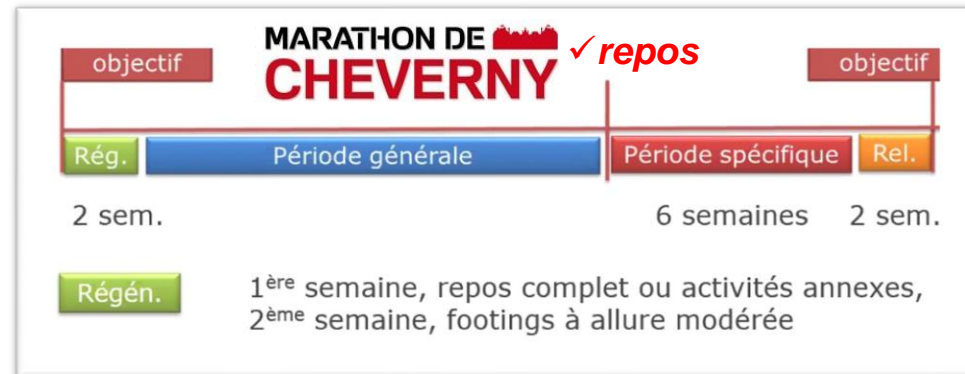 MARATHON DE
CHEVERNY
✓ repos
objectif
objectif
Rég. Période générale Période spécifique Rel.
2 sem. 6 semaines 2 sem.
Régén.
1ère semaine, repos complet ou activités annexes,
2ème semaine, footings à allure modérée